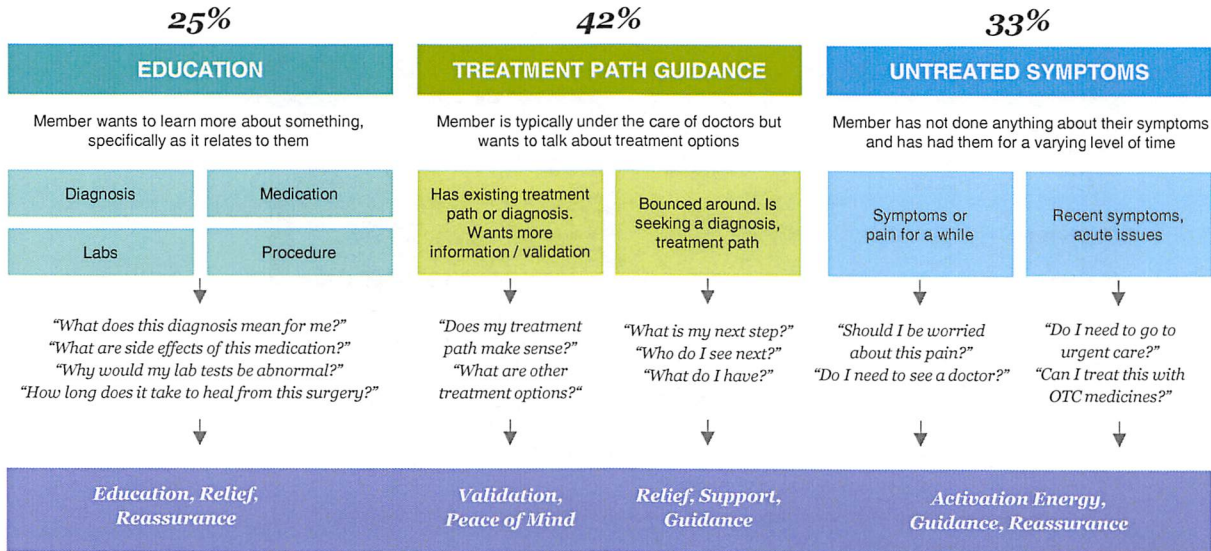 25%
EDUCATION
Member wants to learn more about something,
specifically as it relates to them
Diagnosis
Medication
Labs
Procedure
“What does this diagnosis mean for me?”
“What are side effects of this medication?”
“Why would my lab tests be abnormal?”
“How long does it take to heal from this surgery?”
Education, Relief,
Reassurance
42%
TREATMENT PATH GUIDANCE
Member is typically under the care of doctors but
wants to talk about treatment options
Has existing treatment
path or diagnosis.
Wants more
information / validation
“Does my treatment
path make sense?”
“What are other
treatment options?“
Validation,
Peace of Mind
Bounced around. Is
seeking a diagnosis,
treatment path
“What is my next step?”
“Who do I see next?”
“What do I have?”
Relief, Support,
Guidance
33%
UNTREATED SYMPTOMS
Member has not done anything about their symptoms
and has had them for a varying level of time
Symptoms or
pain for a while
“Should I be worried
about this pain?”
“Do I need to see a doctor?”
Recent symptoms,
acute issues
“Do I need to go to
urgent care?”
“Can I treat this with
OTC medicines?”
Activation Energy,
Guidance, Reassurance